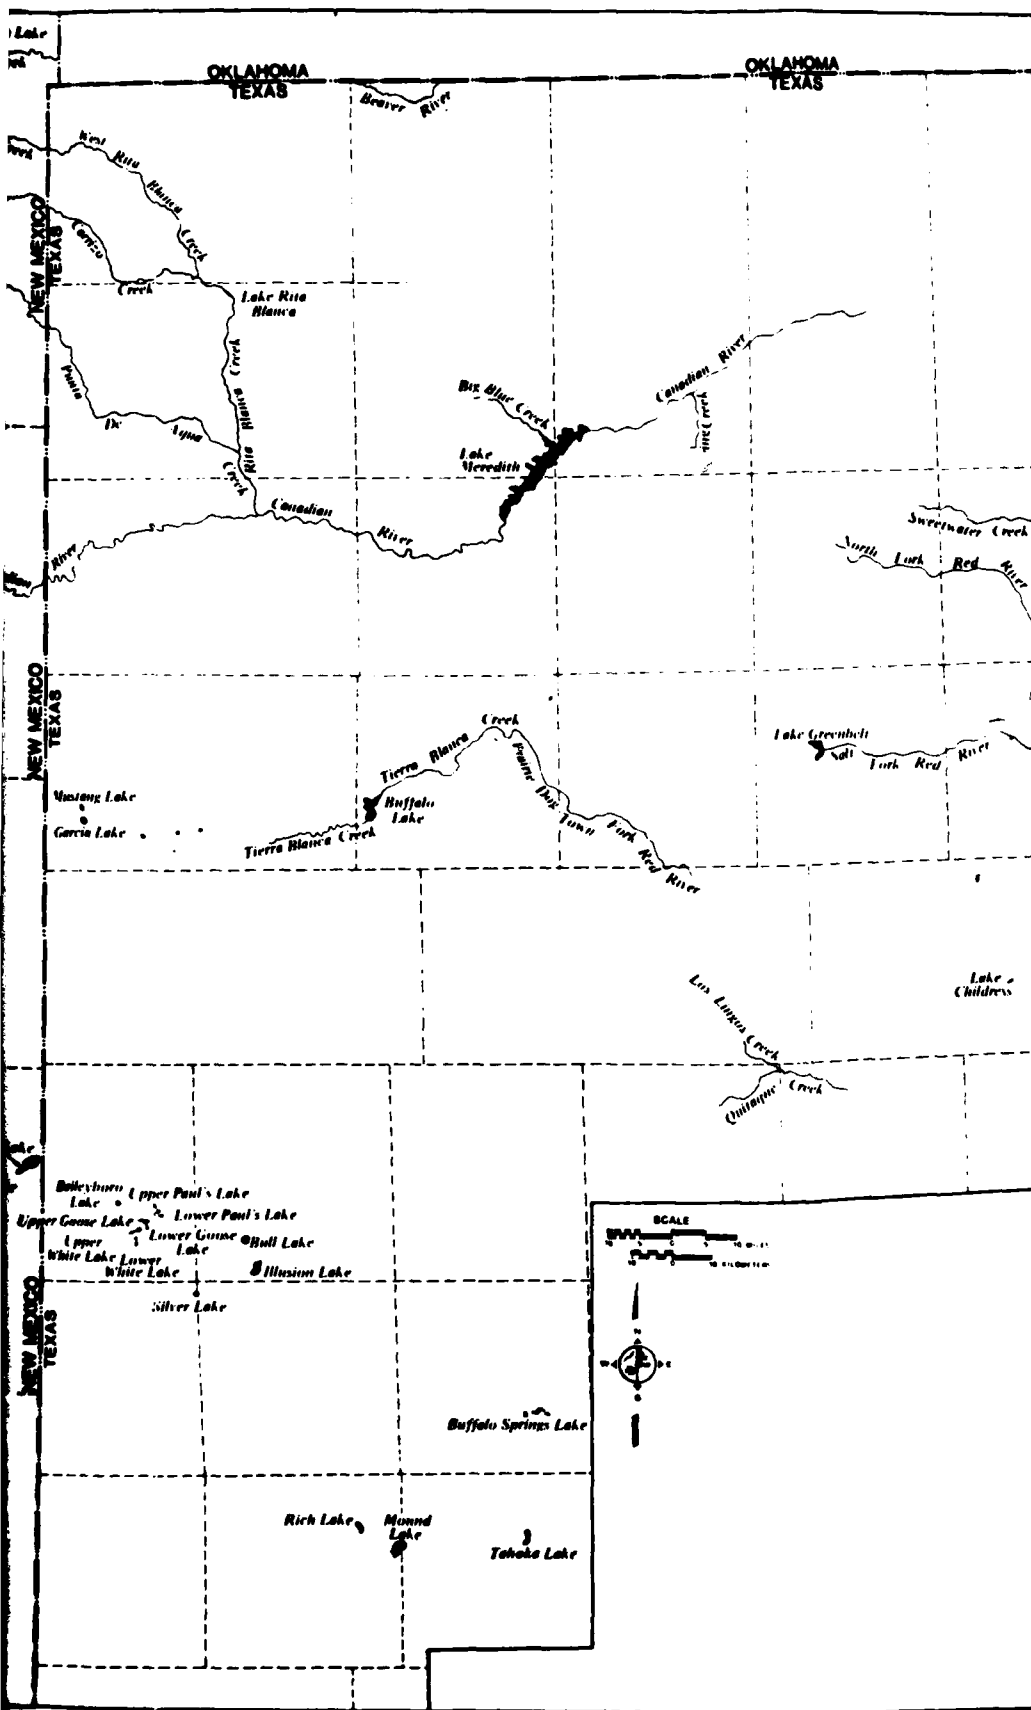 Lake
OKLAHOMA
TEXAS
OKLAHOMA
TEXAS
Beaver River
West Rita Blanca Creek
NEW MEXICO
TEXAS
Carrizo
Creek
Lake Rita
Blanca
Rita Blanca Creek
Punta
De Agua
Creek
Big Blue Creek
Canadian River
Creek
Lake
Meredith
Canadian
River
River
Sweetwater Creek
North Fork Red River
NEW MEXICO
TEXAS
Tierra Blanca Creek
Prairie Dog Town Fork Red River
Lake Greenbelt
Salt Fork Red River
Mustang Lake
Garcia Lake
Buffalo
Lake
Tierra Blanca Creek
Lake
Childress
Los Lingos Creek
Quitaque Creek
Baileyboro
Lake
Upper Paul's Lake
Upper Goose Lake
Lower Paul's Lake
Upper
White Lake
Lower Goose
Lake
Bull Lake
Lower
White Lake
Illusion Lake
Silver Lake
NEW MEXICO
TEXAS
SCALE
N
W
E
S
Buffalo Springs Lake
Rich Lake
Mound
Lake
Tahoka Lake